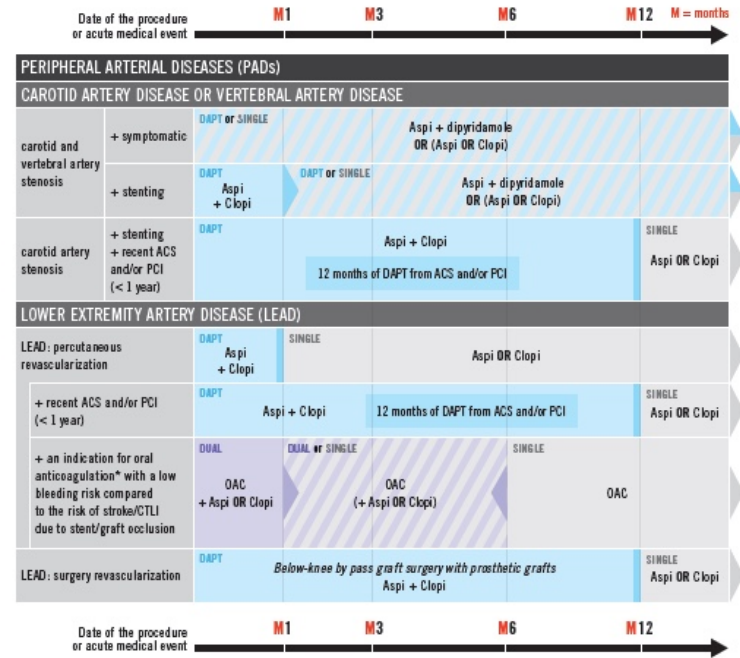 Date of the procedure
or acute medical event
M1
M3
M6
M12
M = months
PERIPHERAL ARTERIAL DISEASES (PADs)
CAROTID ARTERY DISEASE OR VERTEBRAL ARTERY DISEASE
carotid and
vertebral artery
stenosis
+ symptomatic
DAPT or SINGLE
Aspi + dipyridamole
OR (Aspi OR Clopi)
+ stenting
DAPT
Aspi
+ Clopi
DAPT or SINGLE
Aspi + dipyridamole
OR (Aspi OR Clopi)
carotid artery
stenosis
+ stenting
+ recent ACS
and/or PCI
(< 1 year)
DAPT
Aspi + Clopi
12 months of DAPT from ACS and/or PCI
SINGLE
Aspi OR Clopi
LOWER EXTREMITY ARTERY DISEASE (LEAD)
LEAD: percutaneous
revascularization
DAPT
Aspi
+ Clopi
SINGLE
Aspi OR Clopi
+ recent ACS and/or PCI
(< 1 year)
DAPT
Aspi + Clopi
12 months of DAPT from ACS and/or PCI
SINGLE
Aspi OR Clopi
+ an indication for oral
anticoagulation* with a low
bleeding risk compared
to the risk of stroke/CTLI
due to stent/graft occlusion
DUAL
OAC
+ Aspi OR Clopi
DUAL or SINGLE
OAC
(+ Aspi OR Clopi)
SINGLE
OAC
LEAD: surgery revascularization
DAPT
Below-knee by pass graft surgery with prosthetic grafts
Aspi + Clopi
SINGLE
Aspi OR Clopi
Date of the procedure
or acute medical event
M1
M3
M6
M12